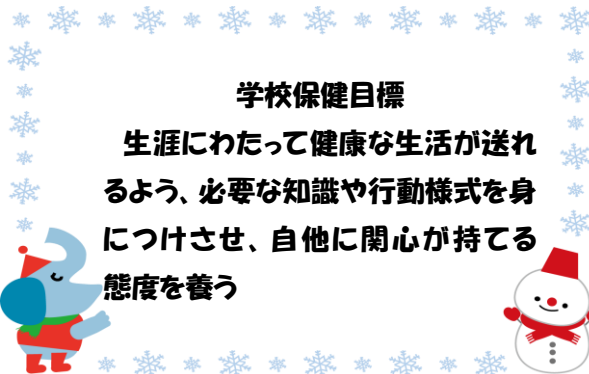 学校保健目標
生涯にわたって健康な生活が送れ
るよう、必要な知識や行動様式を身
につけさせ、自他に関心が持てる
態度を養う